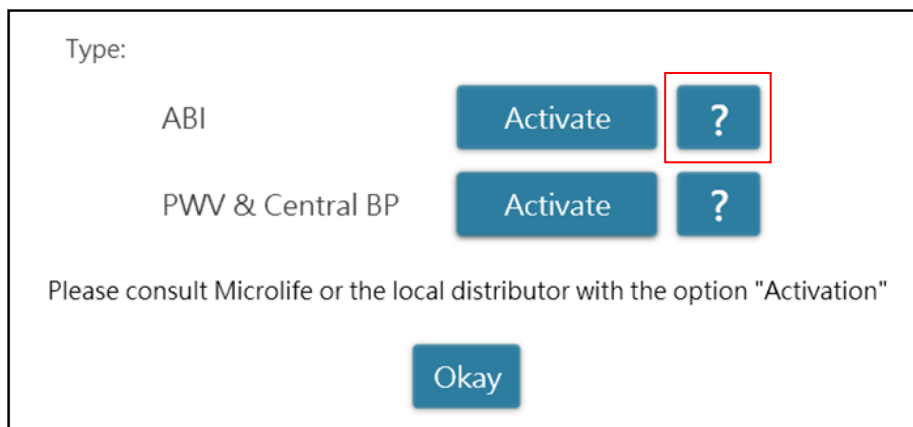 Type:
ABI Activate ?
PWV & Central BP Activate ?
Please consult Microlife or the local distributor with the option "Activation"
Okay